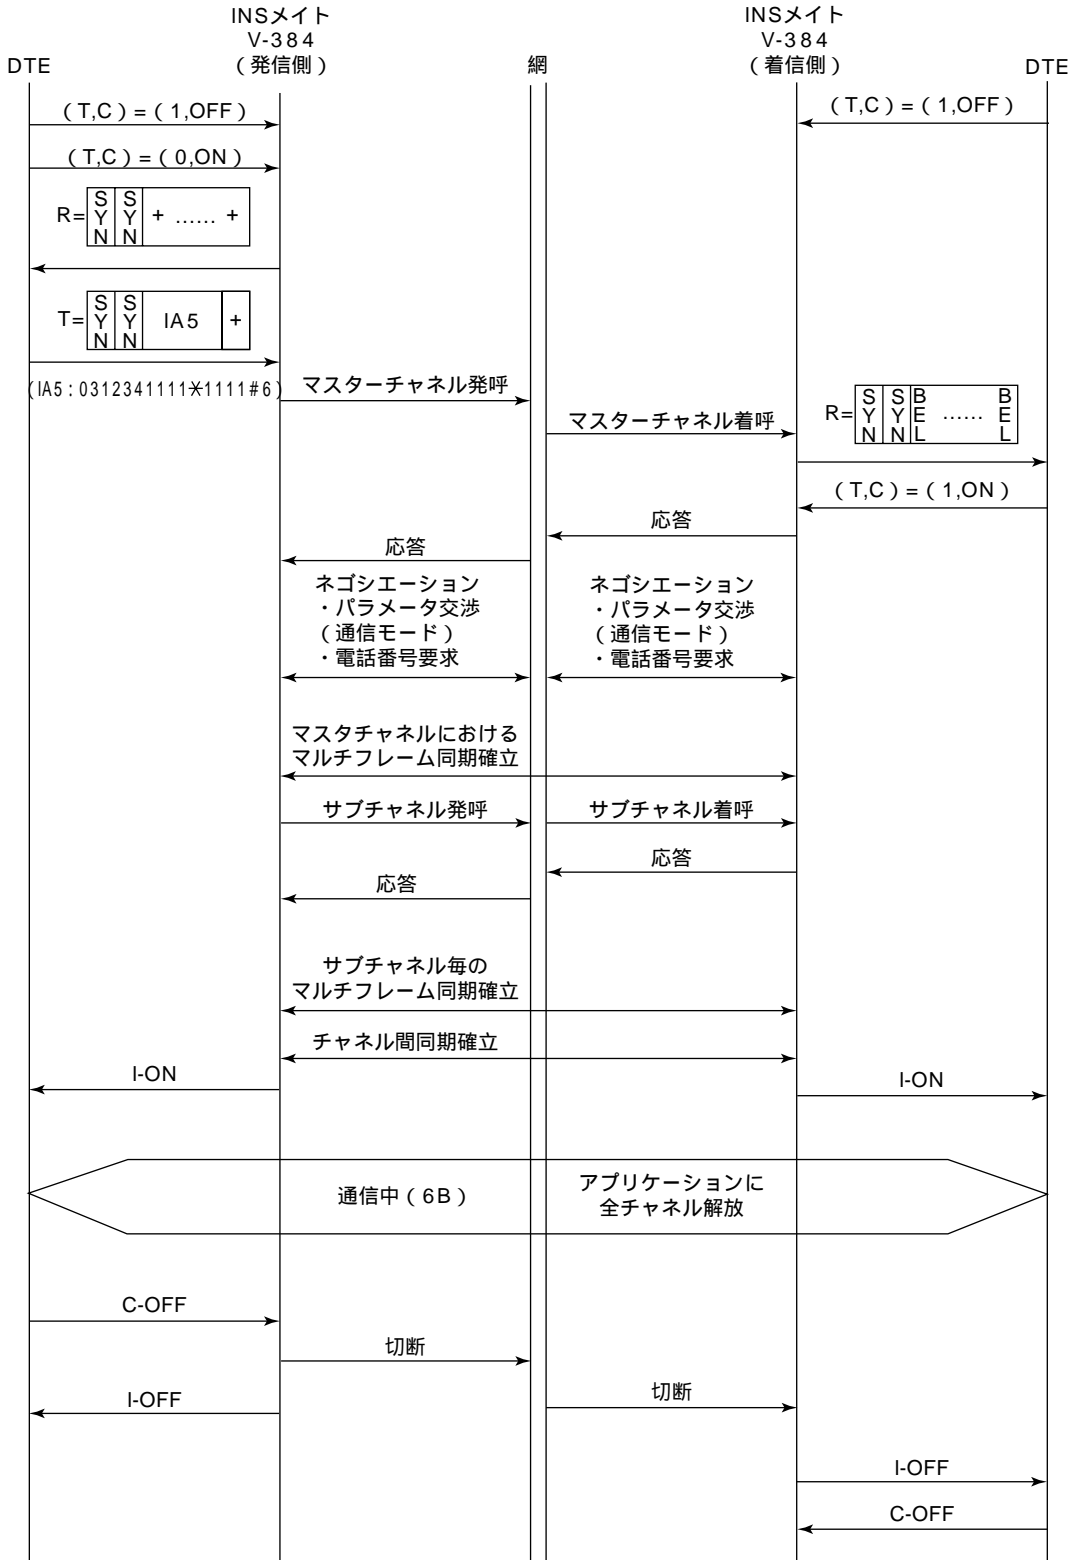 INSメイト
V-384
（発信側）
INSメイト
V-384
（着信側）
DTE
網
DTE
（T,C）=（1,OFF）
（T,C）=（1,OFF）
（T,C）=（0,ON）
R= SYN SYN + …… +
T= SYN SYN IA5 +
(IA5：0312341111＊1111#6)
マスターチャネル発呼
マスターチャネル着呼
R= SYN SYN BEL …… BEL
（T,C）=（1,ON）
応答
応答
ネゴシエーション
・パラメータ交渉
（通信モード）
・電話番号要求
ネゴシエーション
・パラメータ交渉
（通信モード）
・電話番号要求
マスタチャネルにおける
マルチフレーム同期確立
サブチャネル発呼
サブチャネル着呼
応答
応答
サブチャネル毎の
マルチフレーム同期確立
チャネル間同期確立
I-ON
I-ON
通信中（6B）
アプリケーションに
全チャネル解放
C-OFF
切断
I-OFF
切断
I-OFF
C-OFF